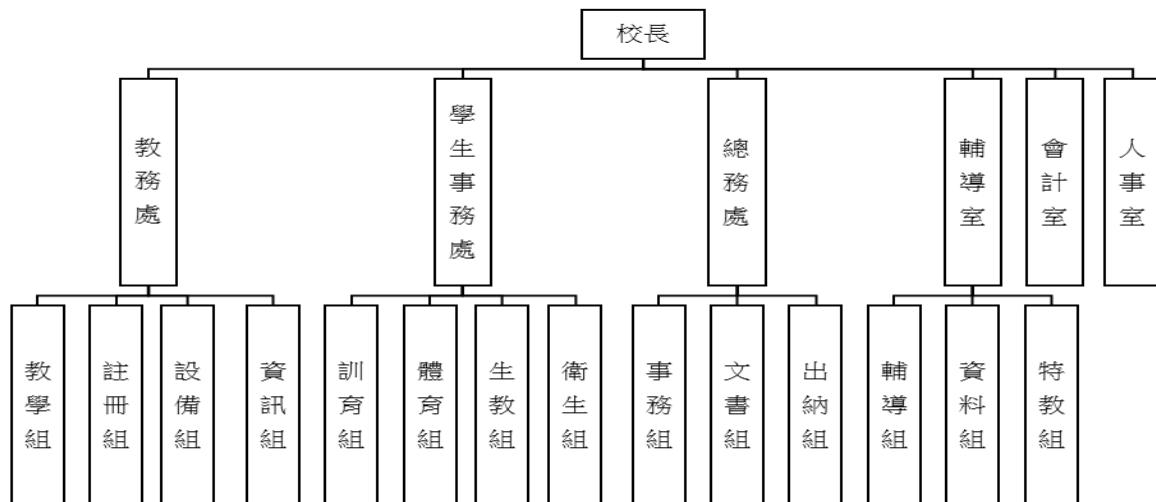 校長
教務處
學生事務處
總務處
輔導室
會計室
人事室
教學組
註冊組
設備組
資訊組
訓育組
體育組
生教組
衛生組
事務組
文書組
出納組
輔導組
資料組
特教組